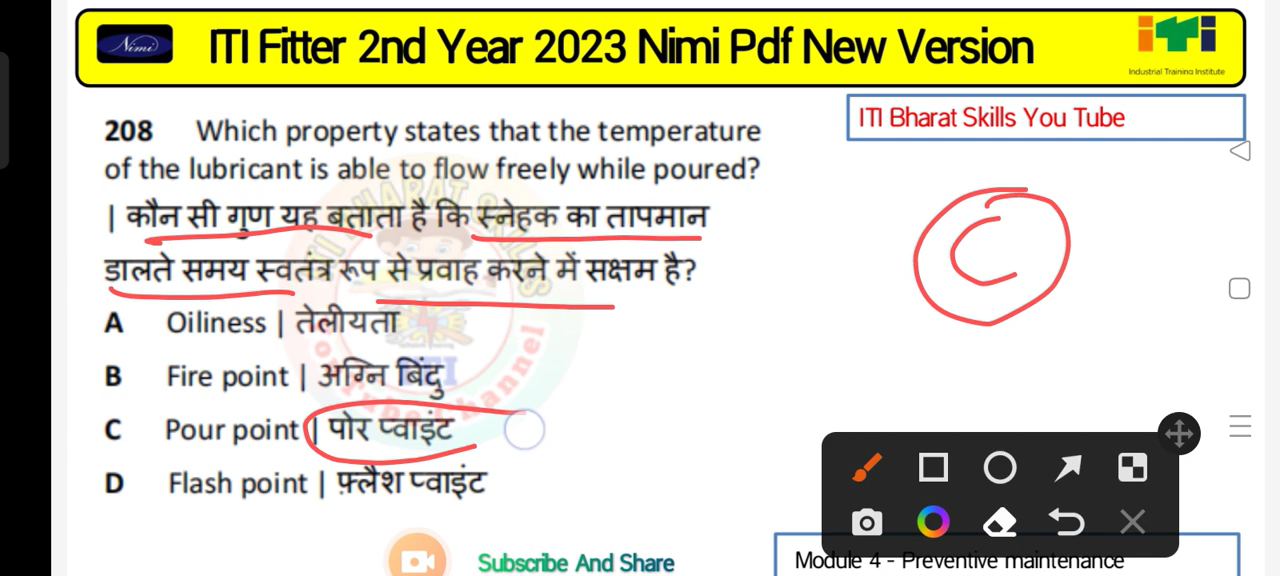 Nimi
ITI Fitter 2nd Year 2023 Nimi Pdf New Version
iTi
Industrial Training Institute
ITI Bharat Skills You Tube
208 Which property states that the temperature
of the lubricant is able to flow freely while poured?
| कौन सी गुण यह बताता है कि स्नेहक का तापमान
डालते समय स्वतंत्र रूप से प्रवाह करने में सक्षम है?
A Oiliness | तेलीयता
B Fire point | अग्नि बिंदु
C Pour point | पोर प्वाइंट
D Flash point | फ़्लैश प्वाइंट
C
Subscribe And Share
Module 4 - Preventive maintenance